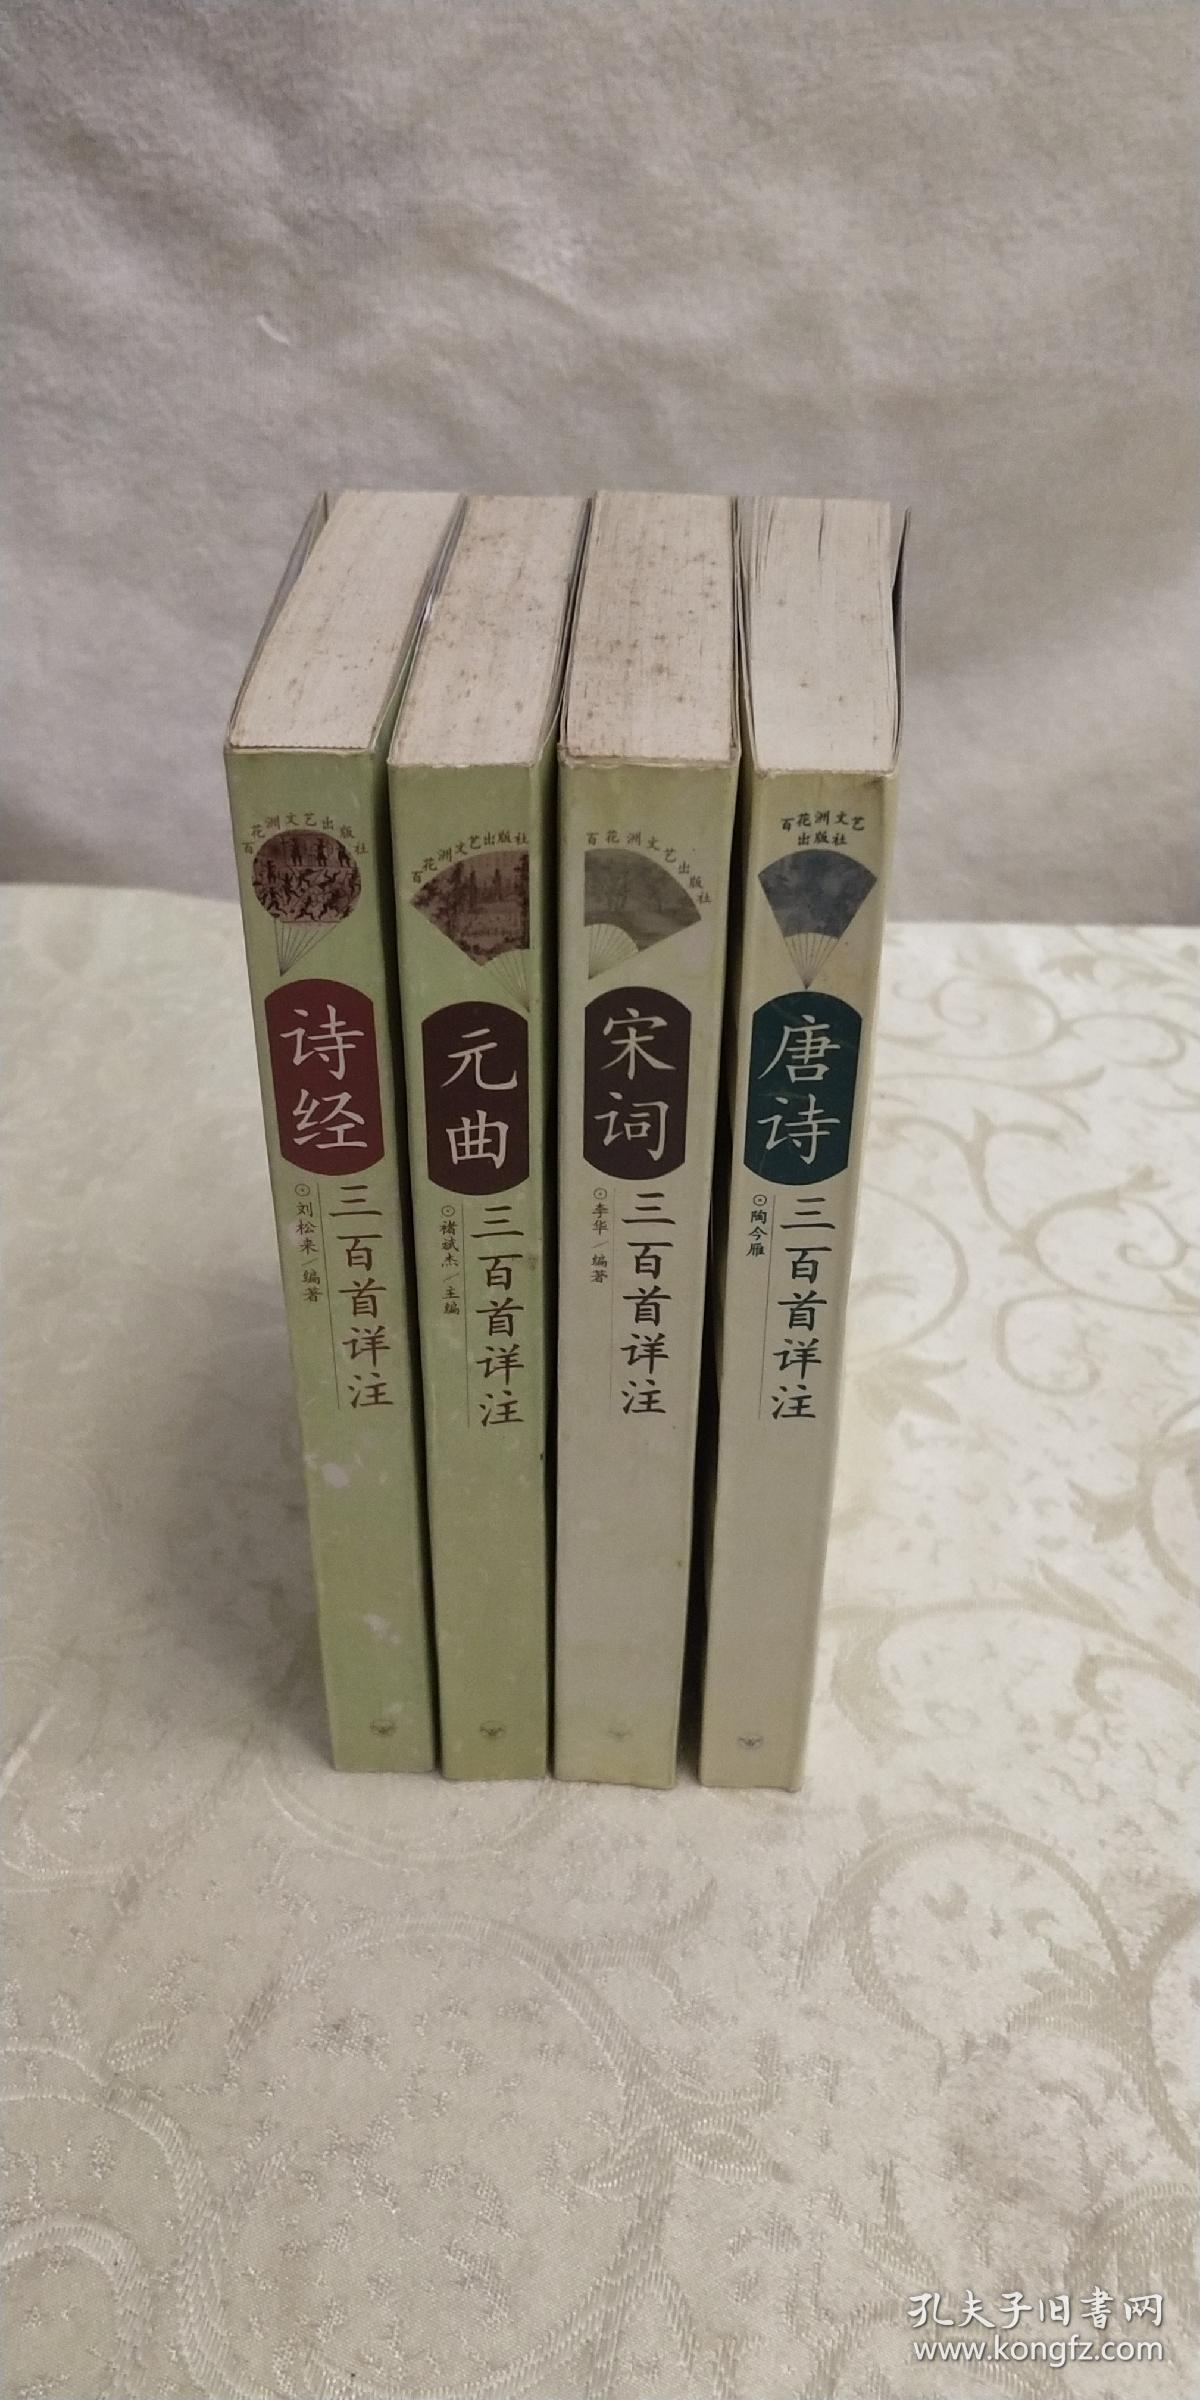 百花洲文艺出版社
诗经
三百首详注
⊙刘松来/编著
百花洲文艺出版社
元曲
三百首详注
⊙褚斌杰/主编
百花洲文艺出版社
宋词
三百首详注
⊙李华/编著
百花洲文艺
出版社
唐诗
三百首详注
⊙陶今雁
孔夫子旧书网
www.kongfz.com